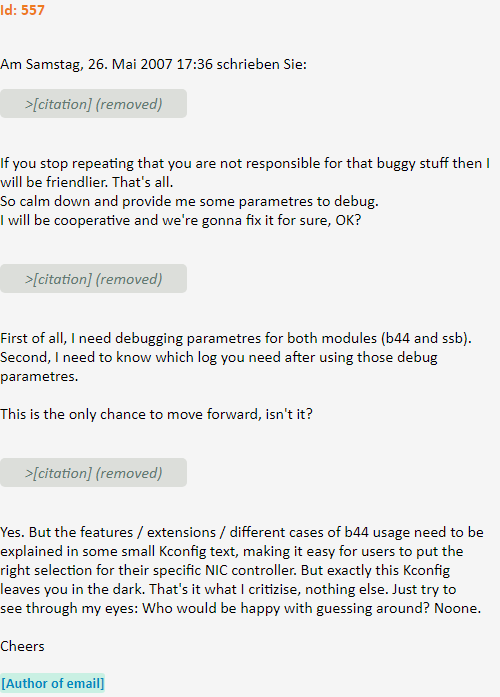 Id: 557
Am Samstag, 26. Mai 2007 17:36 schrieben Sie:
>[citation] (removed)
If you stop repeating that you are not responsible for that buggy stuff then I
will be friendlier. That's all.
So calm down and provide me some parametres to debug.
I will be cooperative and we're gonna fix it for sure, OK?
>[citation] (removed)
First of all, I need debugging parametres for both modules (b44 and ssb).
Second, I need to know which log you need after using those debug
parametres.
This is the only chance to move forward, isn't it?
>[citation] (removed)
Yes. But the features / extensions / different cases of b44 usage need to be
explained in some small Kconfig text, making it easy for users to put the
right selection for their specific NIC controller. But exactly this Kconfig
leaves you in the dark. That's it what I critizise, nothing else. Just try to
see through my eyes: Who would be happy with guessing around? Noone.
Cheers
[Author of email]